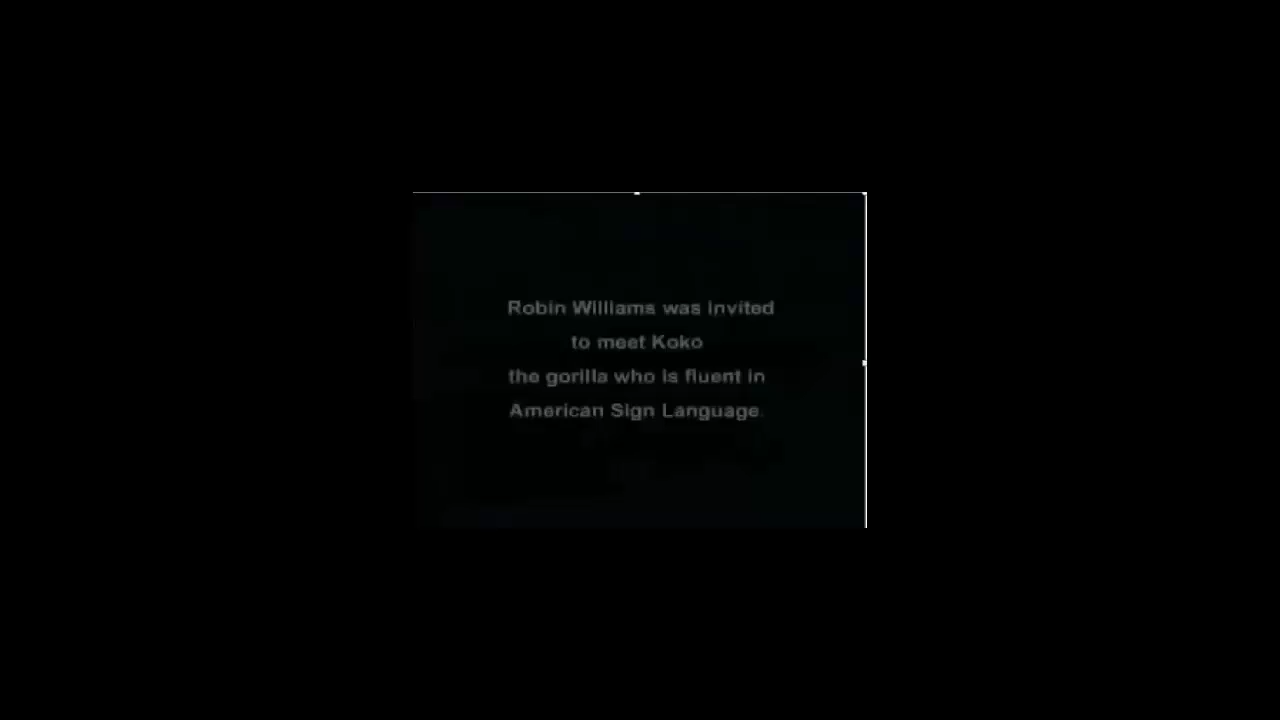 Robin Williams was invited
to meet Koko
the gorilla who is fluent in
American Sign Language.